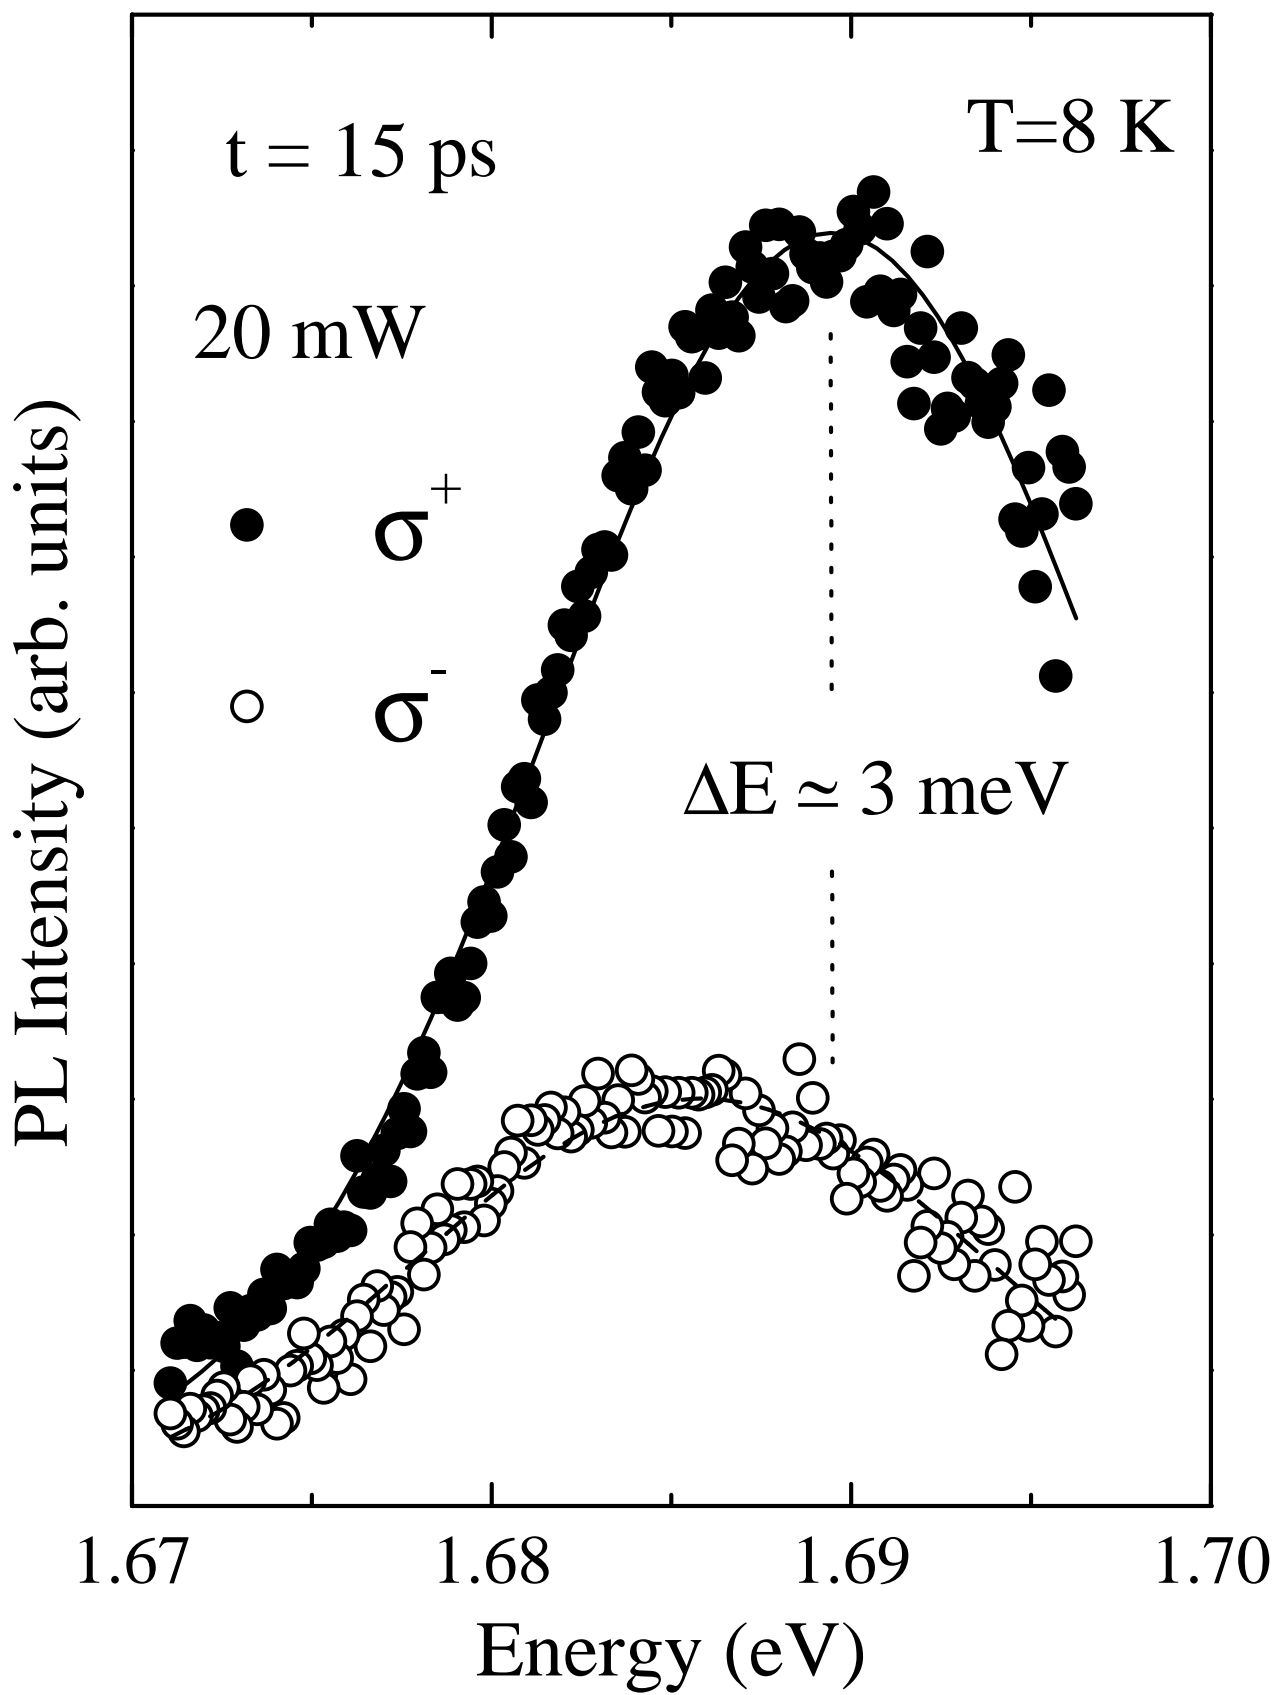 t = 15 ps
T=8 K
20 mW
σ+
σ-
ΔE ≃ 3 meV
PL Intensity (arb. units)
1.67 1.68 1.69 1.70
Energy (eV)